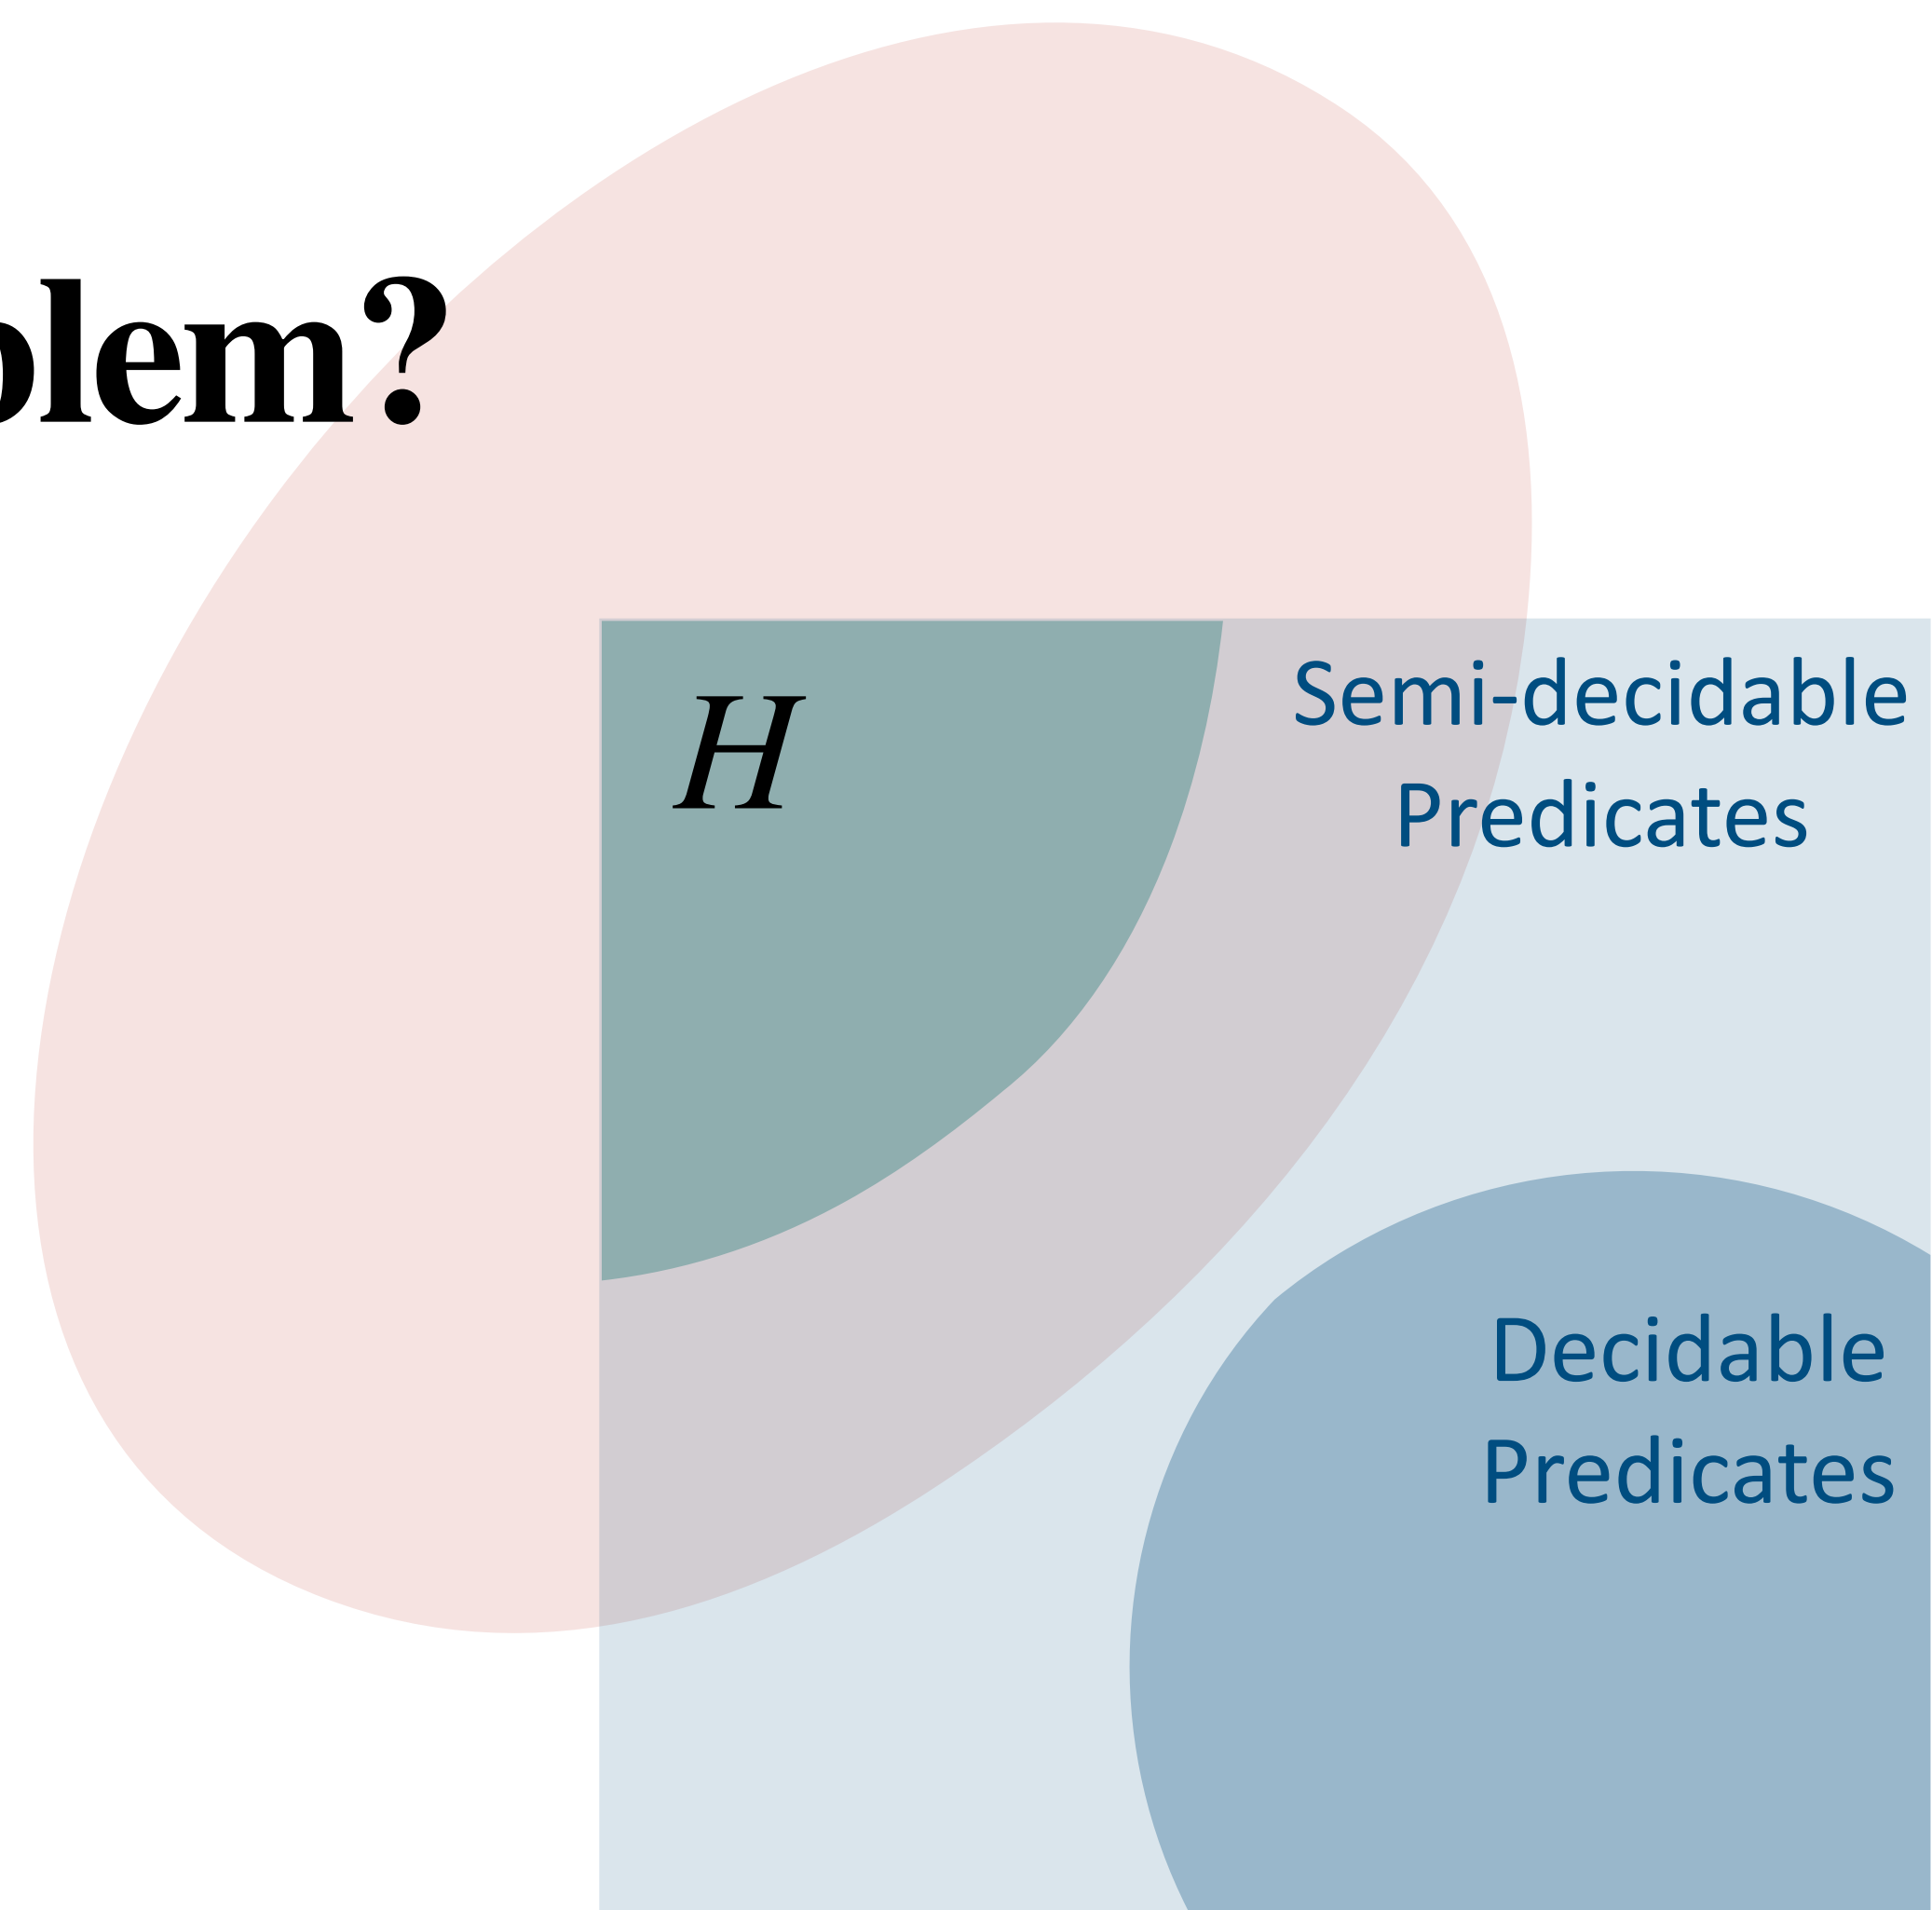 blem?
H
Semi-decidable
Predicates
Decidable
Predicates